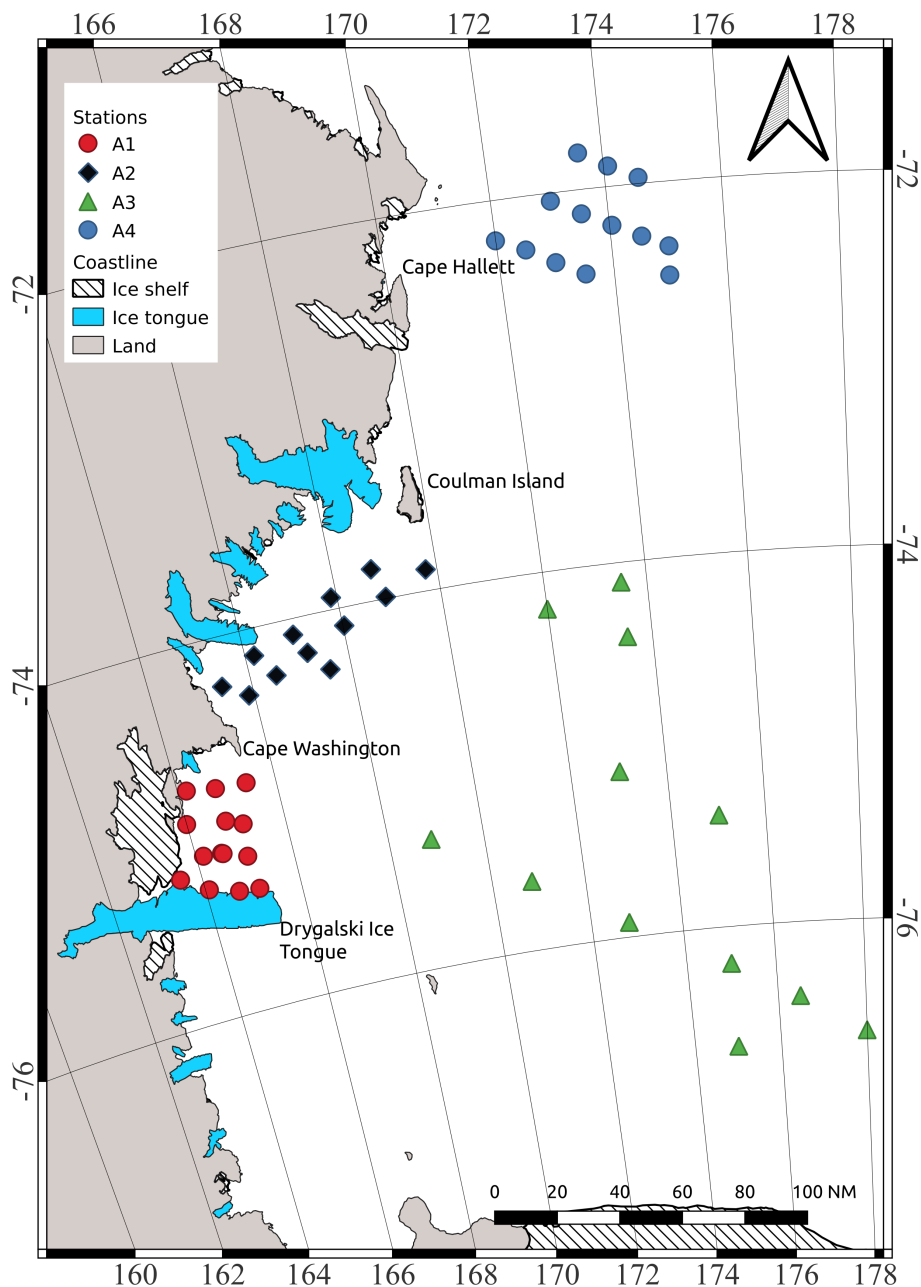 166 168 170 172 174 176 178
Stations
A1
A2
A3
A4
Coastline
Ice shelf
Ice tongue
Land
-72
-72
Cape Hallett
Coulman Island
-74
-74
Cape Washington
Drygalski Ice
Tongue
-76
-76
0 20 40 60 80 100 NM
160 162 164 166 168 170 172 174 176 178